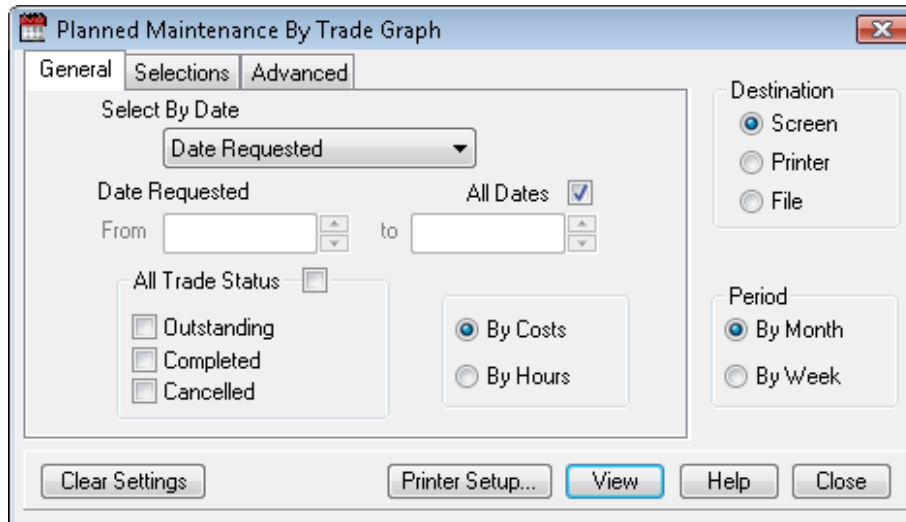 Planned Maintenance By Trade Graph
General Selections Advanced
Select By Date
Date Requested
Date Requested All Dates
From to
All Trade Status
Outstanding
Completed
Cancelled
By Costs
By Hours
Destination
Screen
Printer
File
Period
By Month
By Week
Clear Settings Printer Setup... View Help Close